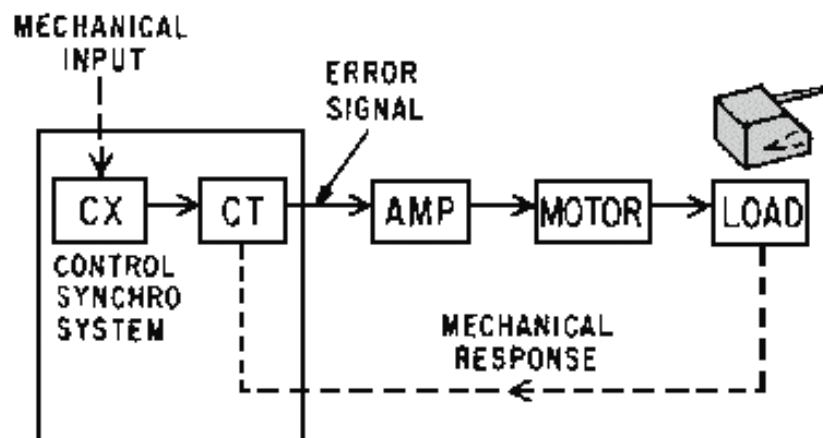 MECHANICAL
INPUT
ERROR
SIGNAL
CX
CT
AMP
MOTOR
LOAD
CONTROL
SYNCHRO
SYSTEM
MECHANICAL
RESPONSE